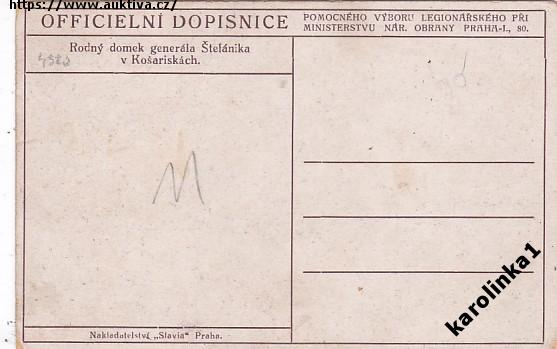 https://www.auktiva.cz/
OFFICIELNÍ DOPISNICE
POMOCNÉHO VÝBORU LEGIONÁŘSKÉHO PŘI
MINISTERSTVU NÁR. OBRANY PRAHA-I., 80.
Rodný domek generála Štefánika
v Košariskách.
M
Nakladatelství „Slavia" Praha.
karolinka1